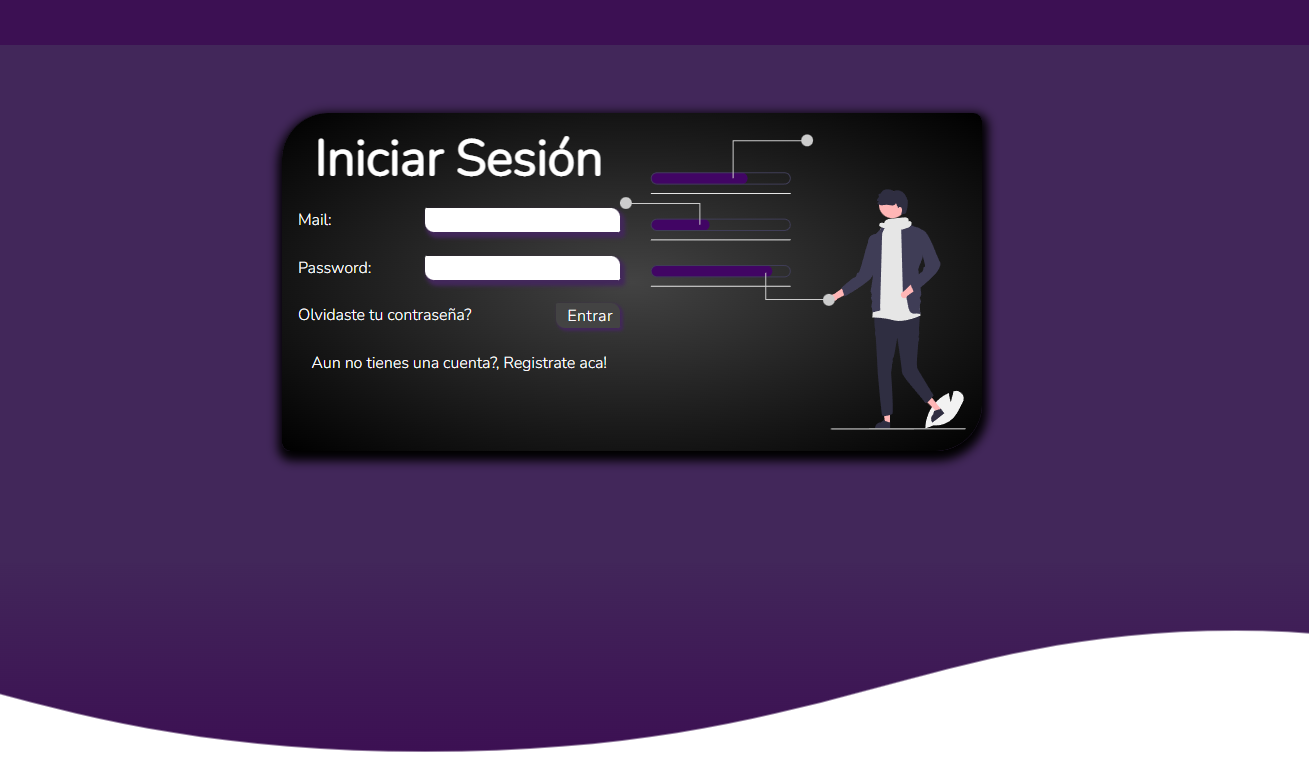 Iniciar Sesión
Mail:
Password:
Olvidaste tu contraseña?
Entrar
Aun no tienes una cuenta?, Registrate aca!